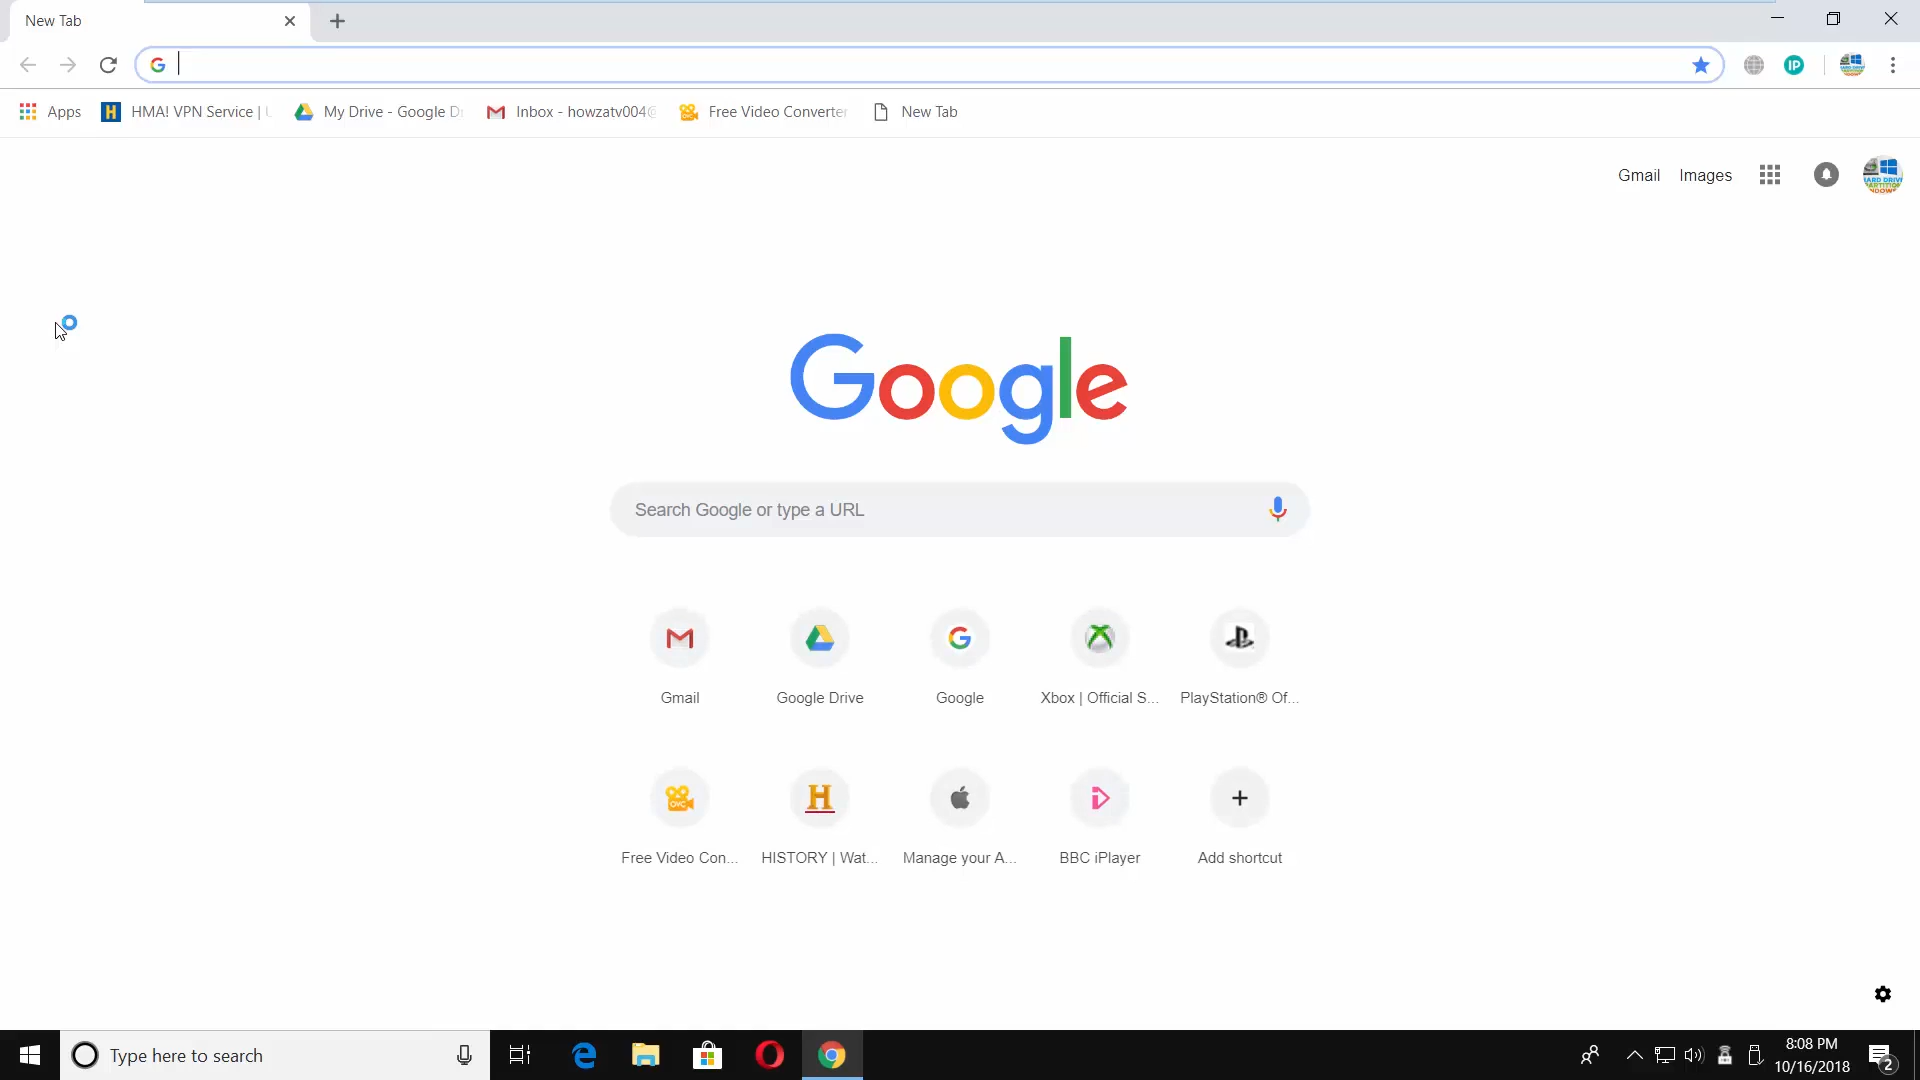 New Tab
Apps HMA! VPN Service | My Drive - Google D Inbox - howzatv004@ Free Video Converter New Tab
Gmail Images
Google
Search Google or type a URL
Gmail Google Drive Google Xbox | Official S... PlayStation® Of...
Free Video Con... HISTORY | Wat... Manage your A... BBC iPlayer Add shortcut
Type here to search
8:08 PM
10/16/2018
2